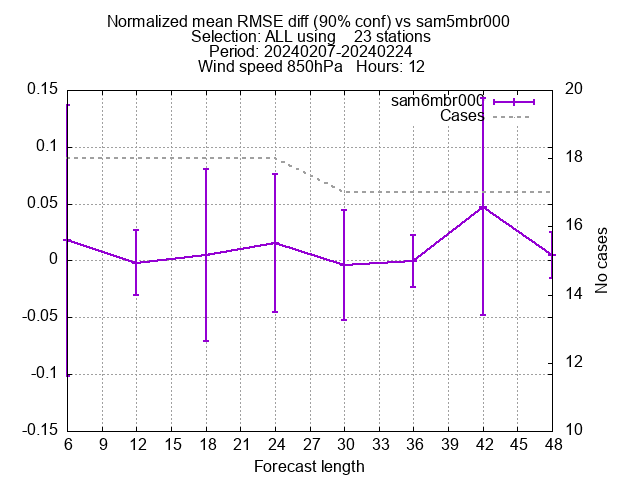 Normalized mean RMSE diff (90% conf) vs sam5mbr000
Selection: ALL using    23 stations
Period: 20240207-20240224
Wind speed 850hPa   Hours: 12
sam6mbr000
Cases
0.15
0.1
0.05
0
-0.05
-0.1
-0.15
20
18
16
14
12
10
No cases
6 9 12 15 18 21 24 27 30 33 36 39 42 45 48
Forecast length